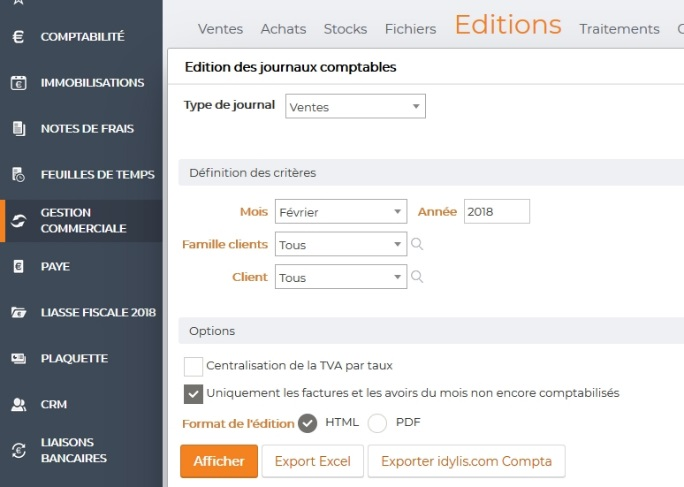 Ventes Achats Stocks Fichiers Editions Traitements
COMPTABILITÉ
IMMOBILISATIONS
NOTES DE FRAIS
FEUILLES DE TEMPS
GESTION
COMMERCIALE
PAYE
LIASSE FISCALE 2018
PLAQUETTE
CRM
LIAISONS
BANCAIRES
Edition des journaux comptables
Type de journal Ventes
Définition des critères
Mois Février Année 2018
Famille clients Tous
Client Tous
Options
Centralisation de la TVA par taux
Uniquement les factures et les avoirs du mois non encore comptabilisés
Format de l'édition HTML PDF
Afficher Export Excel Exporter idylis.com Compta